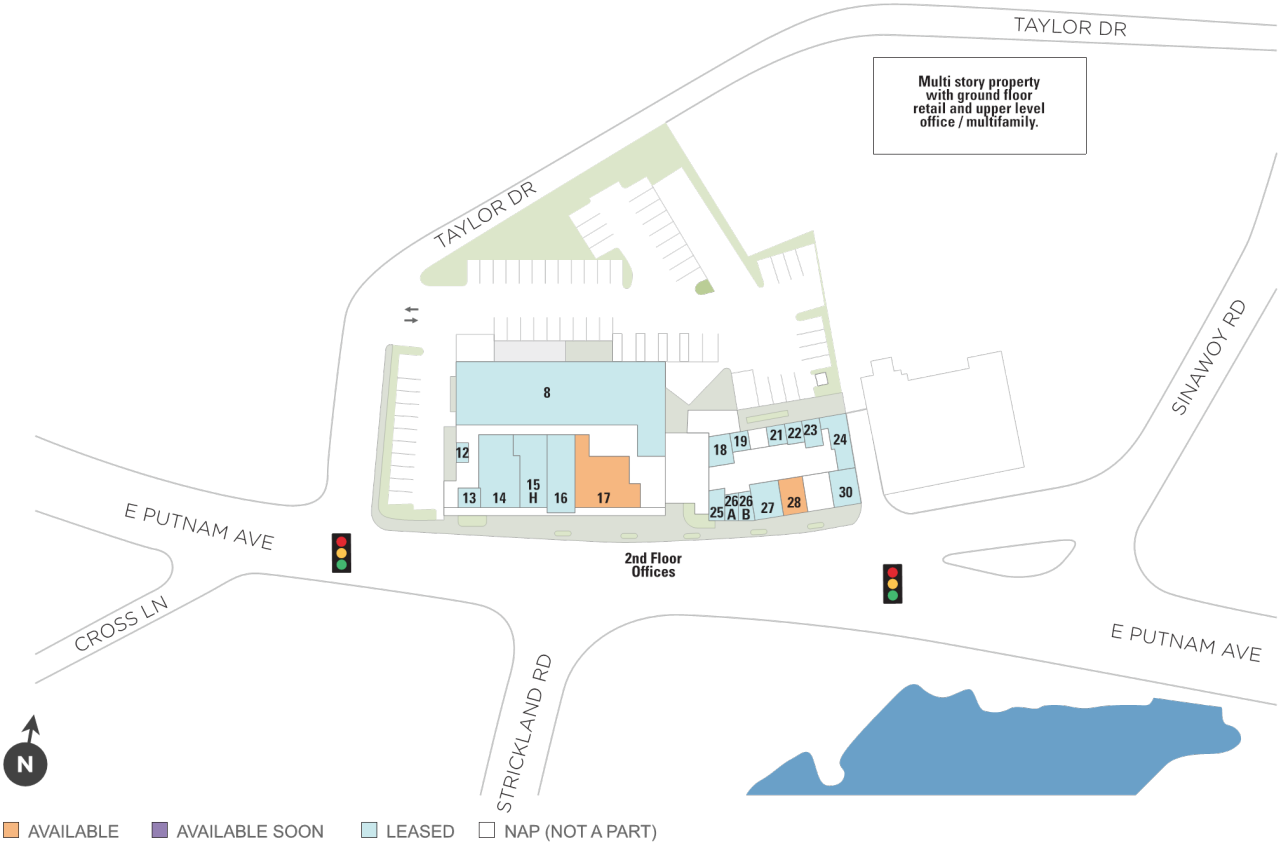 TAYLOR DR
Multi story property
with ground floor
retail and upper level
office / multifamily.
TAYLOR DR
SINAWOY RD
8
12
13
14
15
H
16
17
18
19
21
22
23
24
25
26
A
26
B
27
28
30
E PUTNAM AVE
2nd Floor
Offices
CROSS LN
STRICKLAND RD
E PUTNAM AVE
N
AVAILABLE
AVAILABLE SOON
LEASED
NAP (NOT A PART)